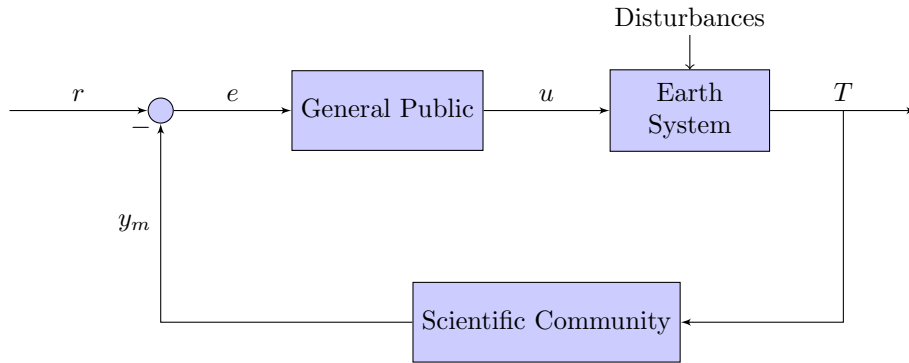 Disturbances
r
e
General Public
u
Earth
System
T
−
y_m
Scientific Community